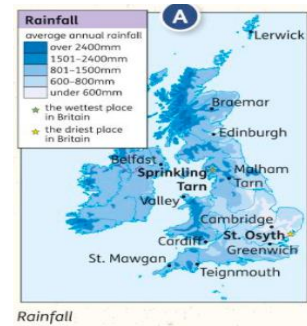 Rainfall
average annual rainfall
over 2400mm
1501–2400mm
801–1500mm
600–800mm
under 600mm
the wettest place
in Britain
the driest place
in Britain
A
Lerwick
Braemar
Edinburgh
Belfast
Sprinkling
Tarn
Malham
Tarn
Valley
Cambridge
St. Osyth
Cardiff
Greenwich
St. Mawgan
Teignmouth
Rainfall